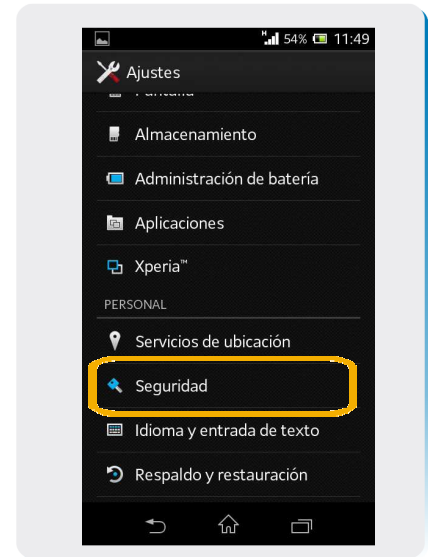 H 54% 11:49
Ajustes
Pantalla
Almacenamiento
Administración de batería
Aplicaciones
Xperia™
PERSONAL
Servicios de ubicación
Seguridad
Idioma y entrada de texto
Respaldo y restauración